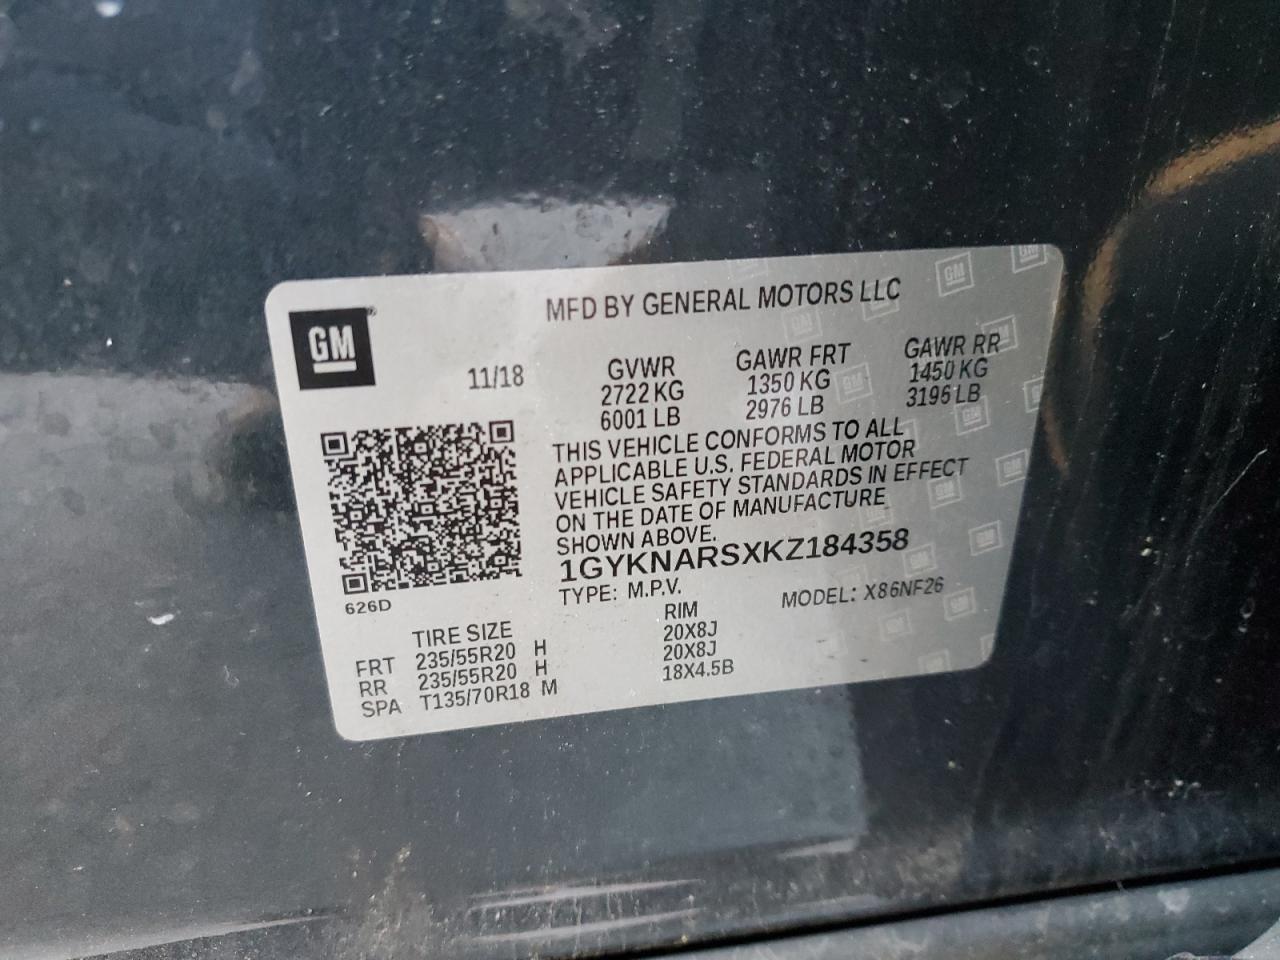 MFD BY GENERAL MOTORS LLC
GM
11/18
GVWR
2722 KG
6001 LB
GAWR FRT
1350 KG
2976 LB
GAWR RR
1450 KG
3196 LB
THIS VEHICLE CONFORMS TO ALL
APPLICABLE U.S. FEDERAL MOTOR
VEHICLE SAFETY STANDARDS IN EFFECT
ON THE DATE OF MANUFACTURE
SHOWN ABOVE.
1GYKNARSXKZ184358
TYPE: M.P.V. MODEL: X86NF26
626D
TIRE SIZE RIM
FRT 235/55R20 H 20X8J
RR 235/55R20 H 20X8J
SPA T135/70R18 M 18X4.5B